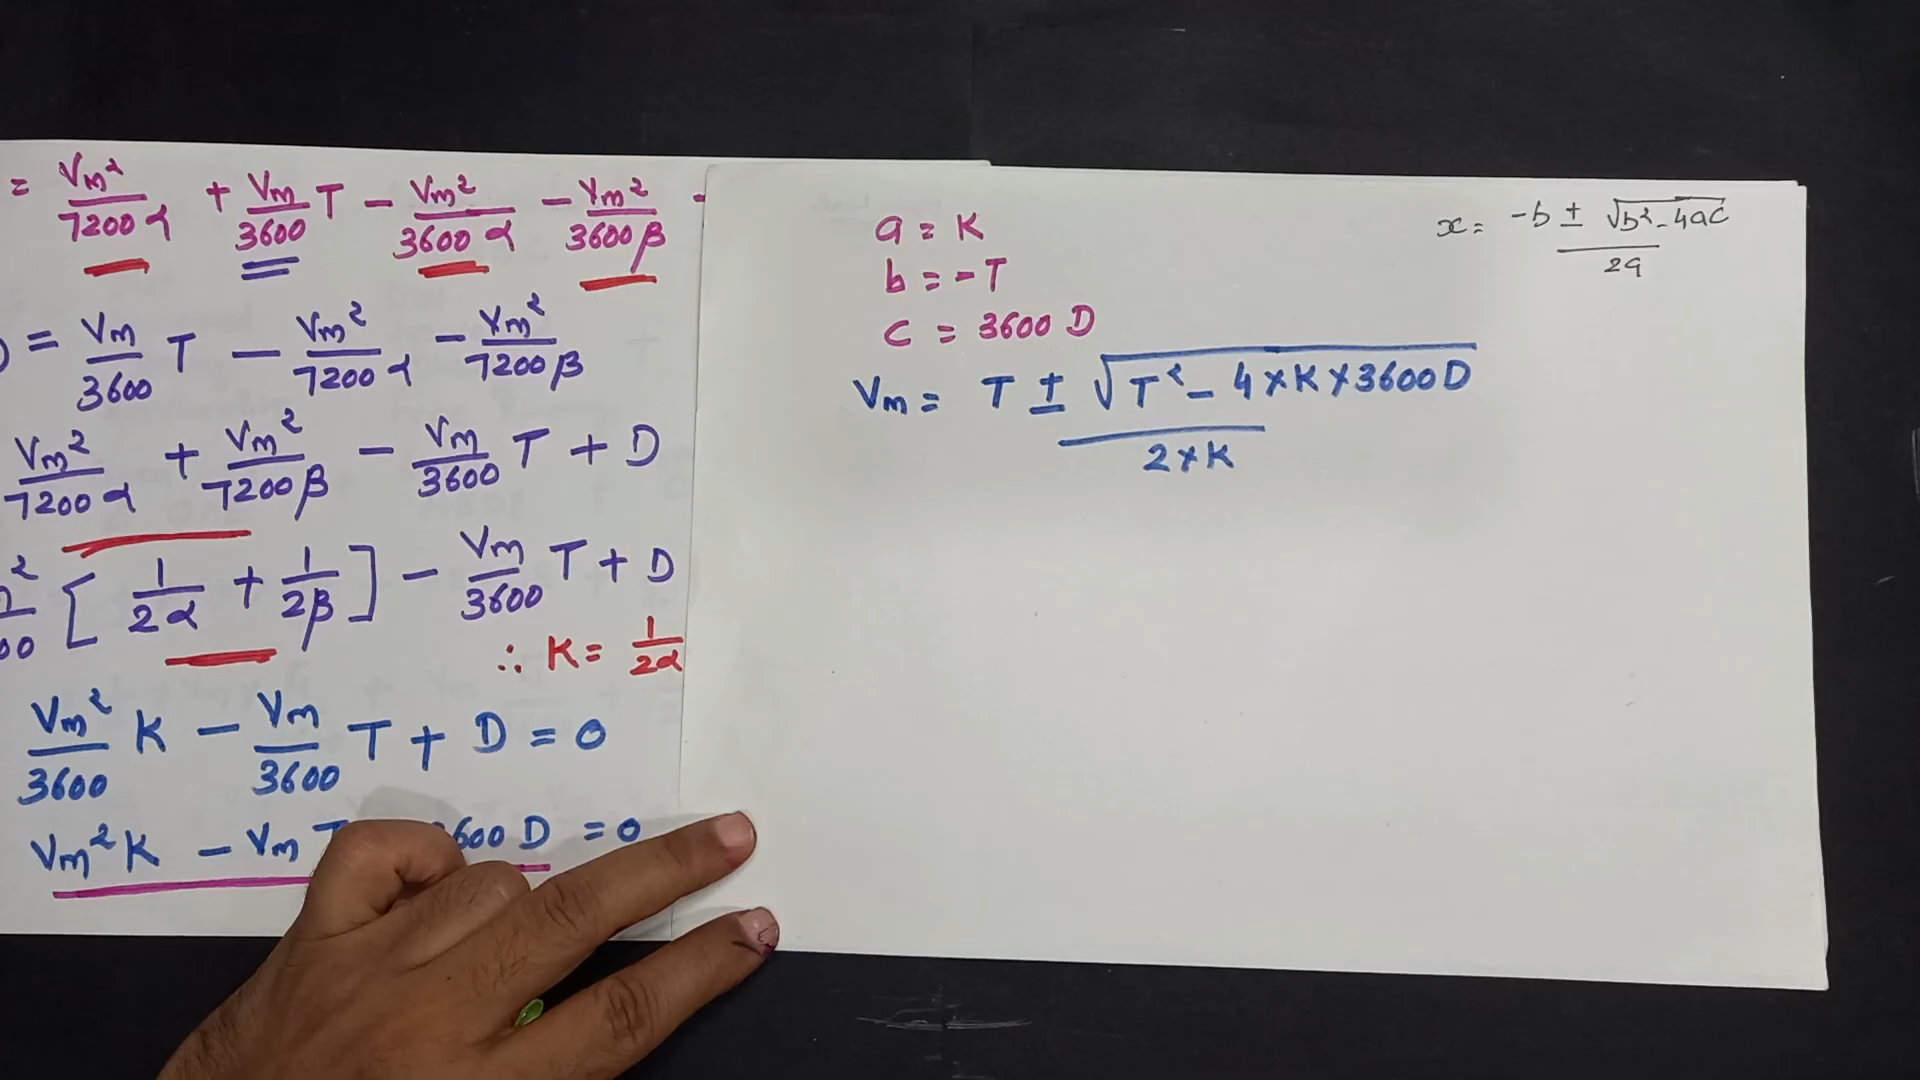 = Vm²/7200α + Vm/3600 T - Vm²/3600α - Vm²/3600β -
= Vm/3600 T - Vm²/7200α - Vm²/7200β
Vm²/7200α + Vm²/7200β - Vm/3600 T + D
[ 1/2α + 1/2β ] - Vm/3600 T + D
∴ K = 1/2α
Vm²/3600 K - Vm/3600 T + D = 0
Vm² K - Vm 600 D = 0
a = K
b = -T
c = 3600 D
x = -b ± √b² - 4ac / 2a
Vm = T ± √T² - 4×K×3600D / 2×K